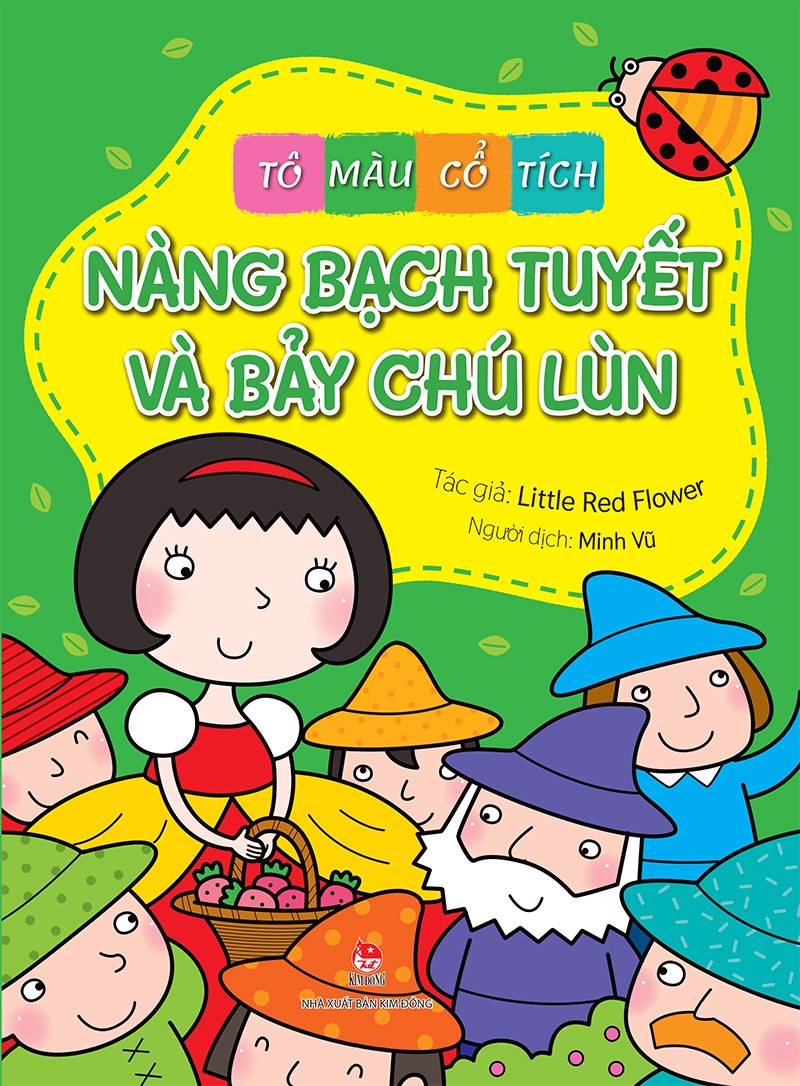 TÔ MÀU CỔ TÍCH
NÀNG BẠCH TUYẾT
VÀ BẢY CHÚ LÙN
Tác giả: Little Red Flower
Người dịch: Minh Vũ
KIM ĐỒNG
NHÀ XUẤT BẢN KIM ĐỒNG